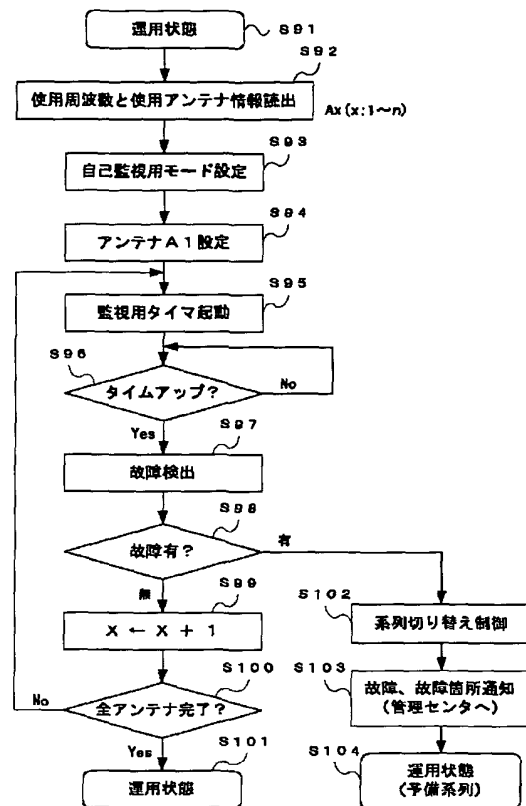 運用状態
S91
S92
使用周波数と使用アンテナ情報読出
Ax(x:1~n)
S93
自己監視用モード設定
S94
アンテナA1設定
S95
監視用タイマ起動
S96
タイムアップ?
No
Yes
S97
故障検出
S98
故障有?
有
無
S99
X ← X + 1
S102
系列切り替え制御
S100
全アンテナ完了?
No
Yes
S103
故障、故障箇所通知
(管理センタへ)
S101
運用状態
S104
運用状態
(予備系列)